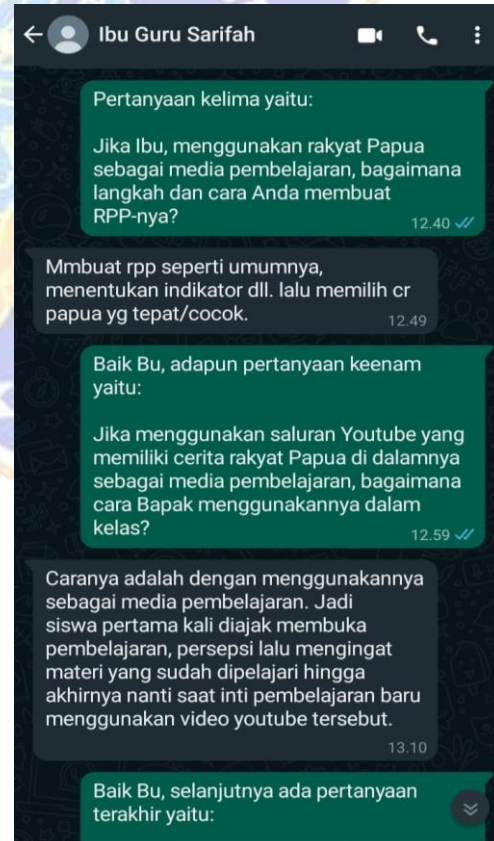 Ibu Guru Sarifah
Pertanyaan kelima yaitu:
Jika Ibu, menggunakan rakyat Papua
sebagai media pembelajaran, bagaimana
langkah dan cara Anda membuat
RPP-nya?
12.40
Mmbuat rpp seperti umumnya,
menentukan indikator dll. lalu memilih cr
papua yg tepat/cocok.
12.49
Baik Bu, adapun pertanyaan keenam
yaitu:
Jika menggunakan saluran Youtube yang
memiliki cerita rakyat Papua di dalamnya
sebagai media pembelajaran, bagaimana
cara Bapak menggunakannya dalam
kelas?
12.59
Caranya adalah dengan menggunakannya
sebagai media pembelajaran. Jadi
siswa pertama kali diajak membuka
pembelajaran, persepsi lalu mengingat
materi yang sudah dipelajari hingga
akhirnya nanti saat inti pembelajaran baru
menggunakan video youtube tersebut.
13.10
Baik Bu, selanjutnya ada pertanyaan
terakhir yaitu: